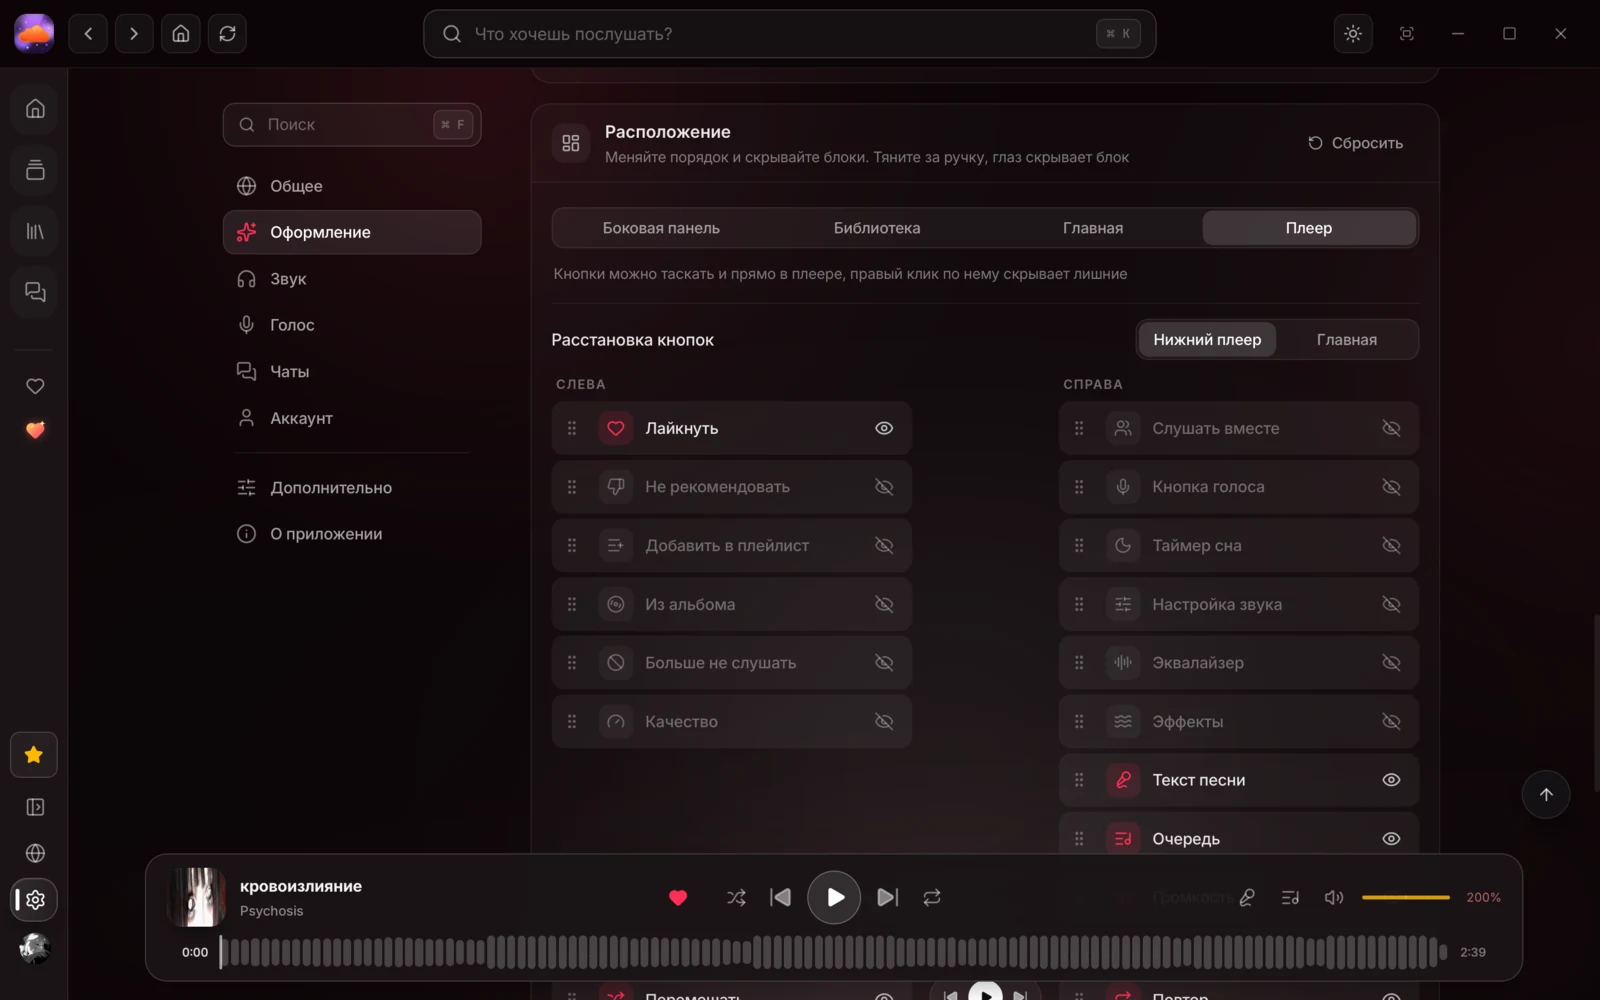 Что хочешь послушать?
⌘ K
Поиск
⌘ F
Общее
Оформление
Звук
Голос
Чаты
Аккаунт
Дополнительно
О приложении
Расположение
Меняйте порядок и скрывайте блоки. Тяните за ручку, глаз скрывает блок
Сбросить
Боковая панель
Библиотека
Главная
Плеер
Кнопки можно таскать и прямо в плеере, правый клик по нему скрывает лишние
Расстановка кнопок
Нижний плеер
Главная
СЛЕВА
СПРАВА
Лайкнуть
Не рекомендовать
Добавить в плейлист
Из альбома
Больше не слушать
Качество
Слушать вместе
Кнопка голоса
Таймер сна
Настройка звука
Эквалайзер
Эффекты
Текст песни
Очередь
Громкость
кровоизлияние
Psychosis
200%
0:00
2:39
Перемешать
Повтор